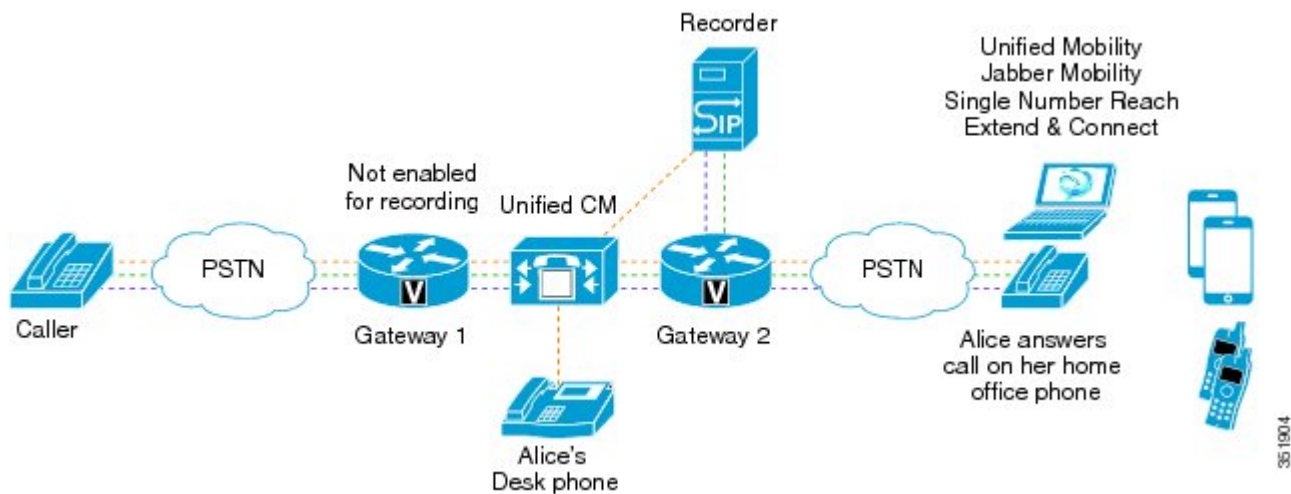 Recorder
Unified Mobility
Jabber Mobility
Single Number Reach
Extend & Connect
SIP
Not enabled
for recording
Unified CM
PSTN
PSTN
V
V
Caller
Gateway 1
Gateway 2
Alice answers
call on her home
office phone
Alice's
Desk phone
351904